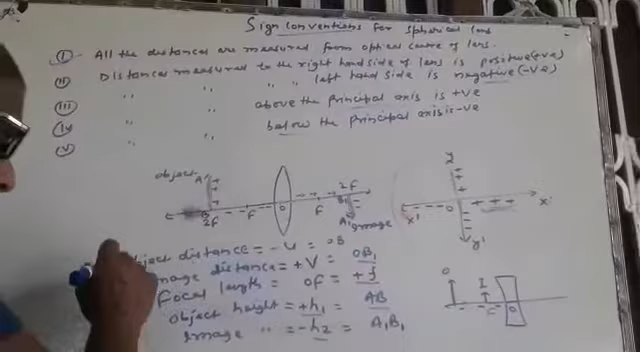 Sign conventions for spherical lens
(I) All the distances are measured from optical centre of lens.
(II) Distances measured to the right hand side of lens is positive (+ve)
(III) " " " " left hand side is negative (-ve)
(IV) " " above the principal axis is +ve
(V) " " below the principal axis is -ve
object A
B 2F F O F 2F B1
A1 Image
Y
X' O X
Y'
object distance = -u = OB
Image distance = +v = OB1
Focal length = OF = +f
object height = +h1 = AB
Image " = -h2 = A1B1
O I O